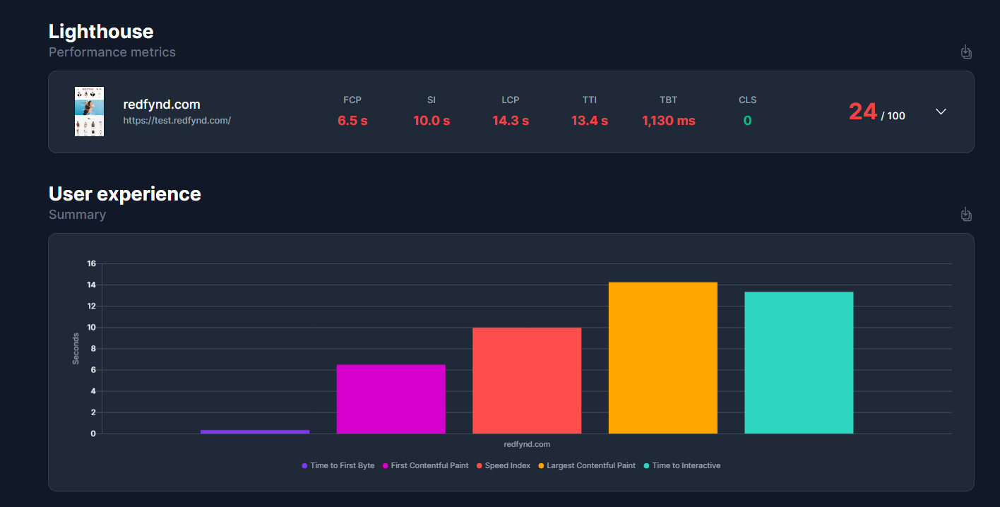 Lighthouse
Performance metrics
redfynd.com
https://test.redfynd.com/
FCP SI LCP TTI TBT CLS
6.5 s 10.0 s 14.3 s 13.4 s 1,130 ms 0
24 / 100
User experience
Summary
16
14
12
10
8
6
4
2
0
Seconds
redfynd.com
Time to First Byte First Contentful Paint Speed Index Largest Contentful Paint Time to Interactive